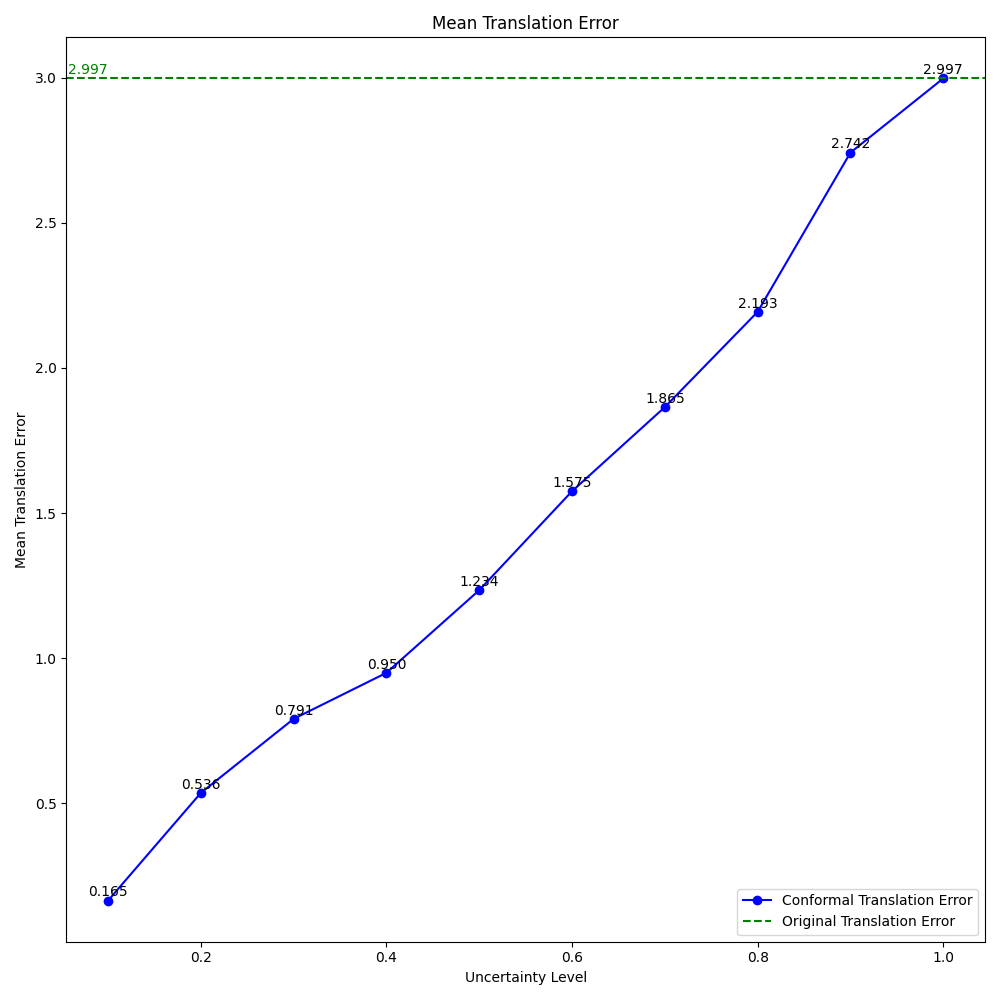 Mean Translation Error
2.997
2.997
2.742
2.193
1.865
1.575
1.234
0.950
0.791
0.536
0.165
3.0
2.5
2.0
1.5
1.0
0.5
Mean Translation Error
0.2 0.4 0.6 0.8 1.0
Uncertainty Level
Conformal Translation Error
Original Translation Error